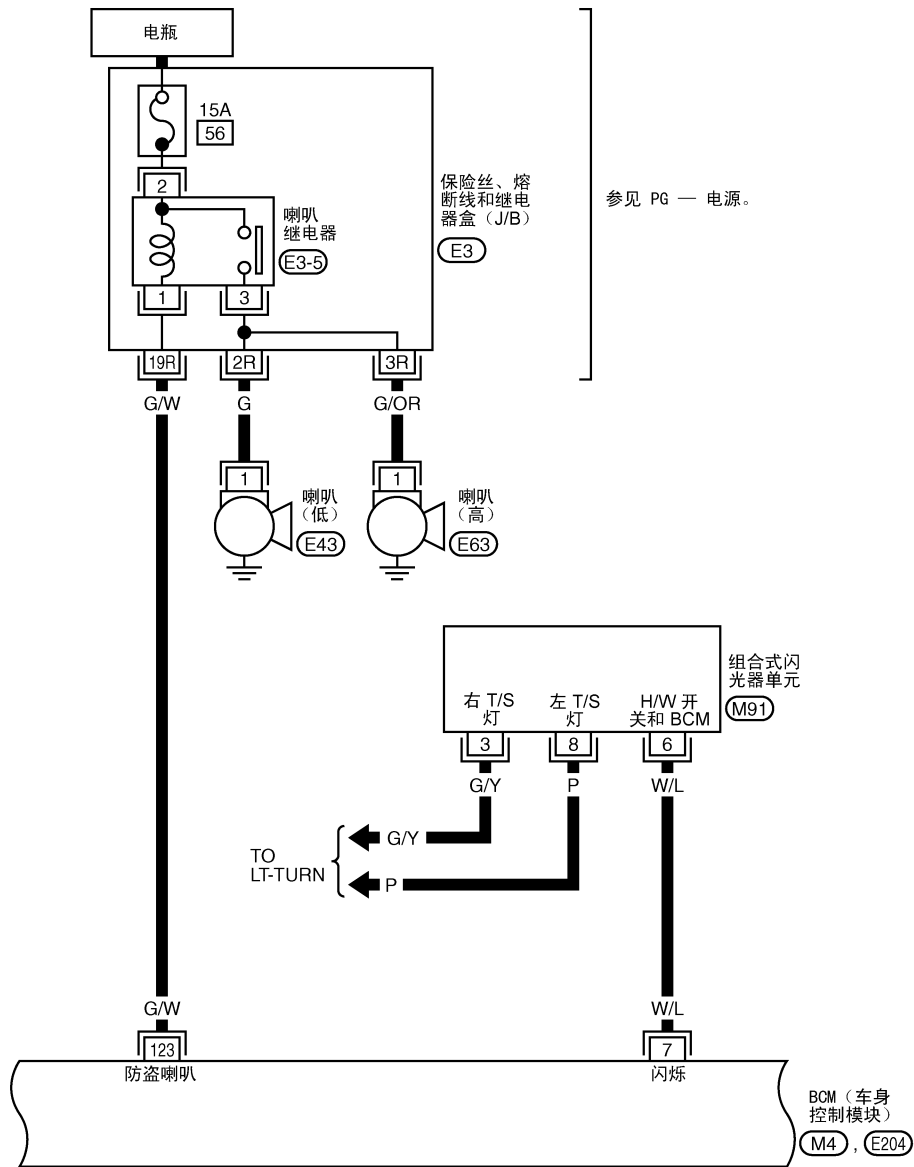 电瓶
15A
56
2
喇叭
继电器
E3-5
1
3
保险丝、熔
断线和继电
器盒（J/B）
E3
参见 PG — 电源。
19R
2R
3R
G/W
G
G/OR
1
1
喇叭
（低）
E43
喇叭
（高）
E63
组合式闪
光器单元
M91
右 T/S
灯
左 T/S
灯
H/W 开
关和 BCM
3
8
6
G/Y
P
W/L
G/Y
TO
LT-TURN
P
G/W
W/L
123
7
防盗喇叭
闪烁
BCM（车身
控制模块）
M4 , E204